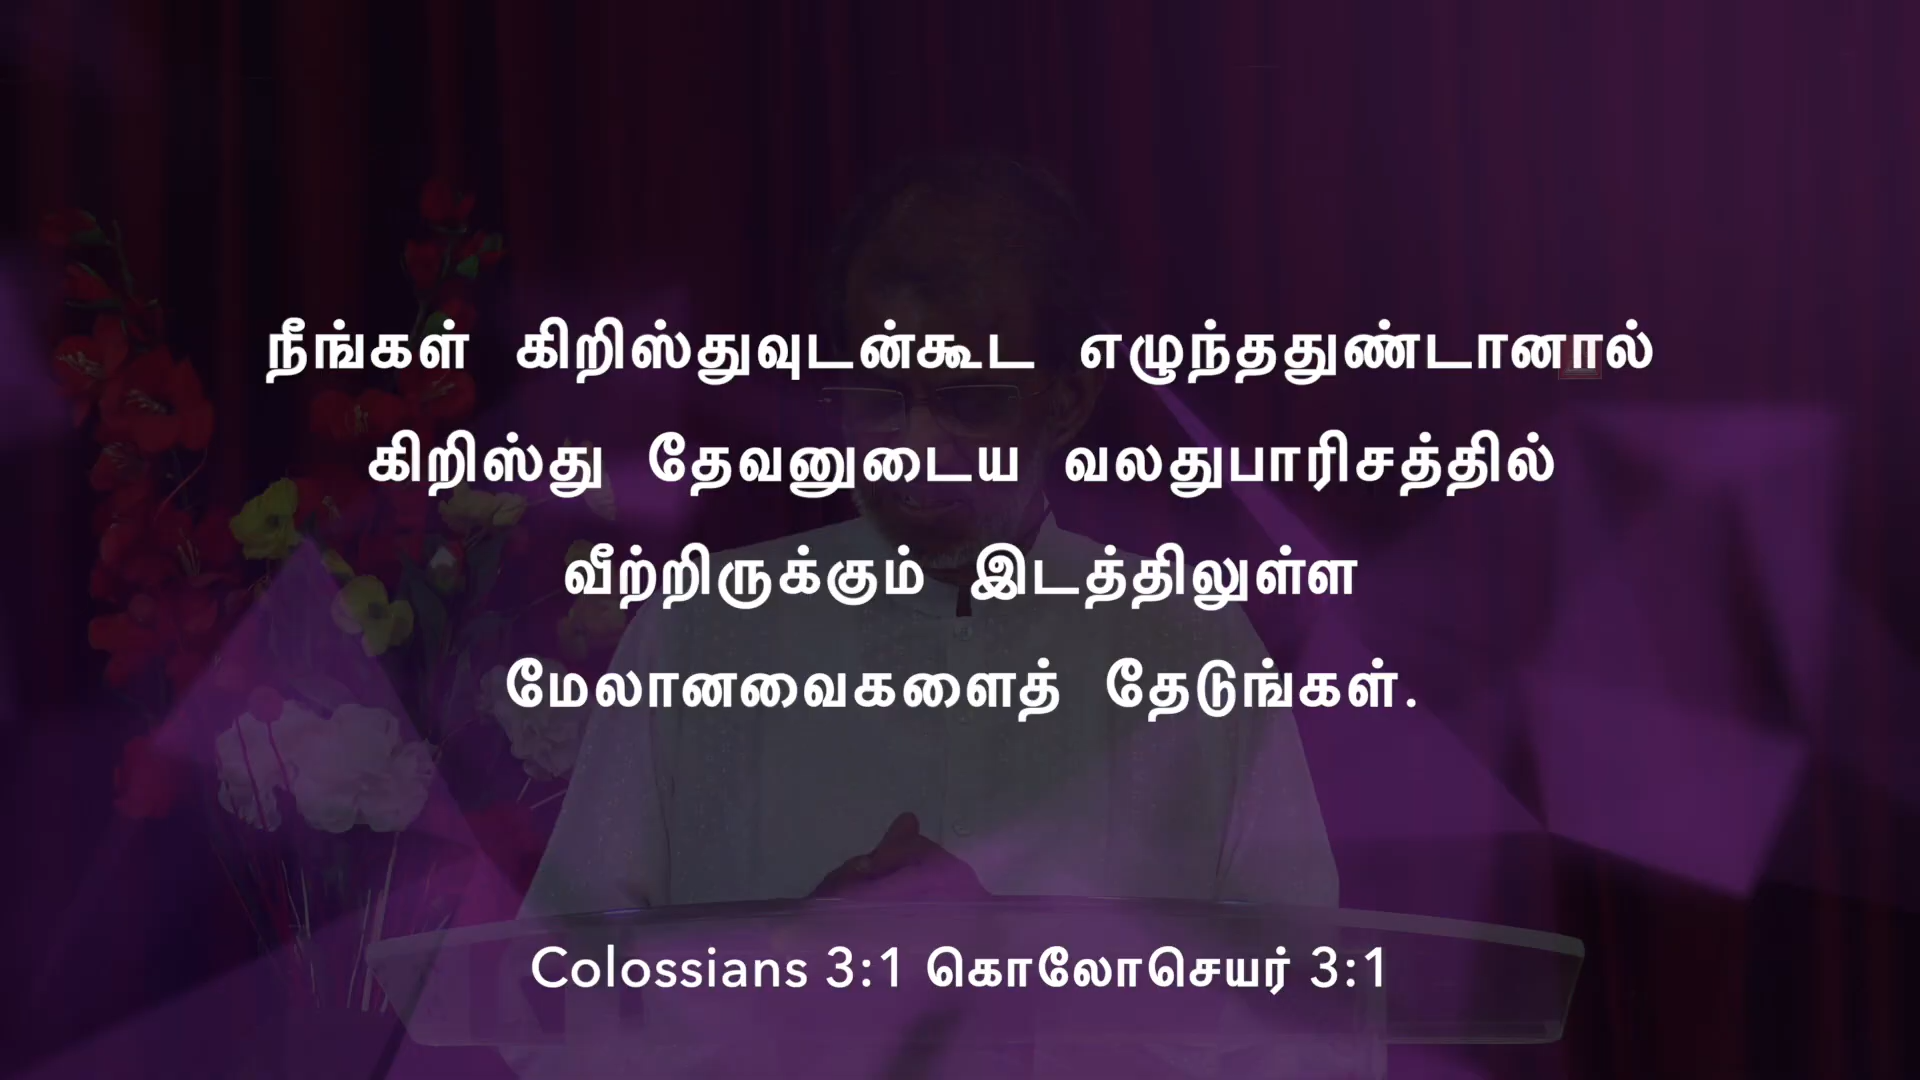 நீங்கள் கிறிஸ்துவுடன்கூட எழுந்ததுண்டானால்
கிறிஸ்து தேவனுடைய வலதுபாரிசத்தில்
வீற்றிருக்கும் இடத்திலுள்ள
மேலானவைகளைத் தேடுங்கள்.
Colossians 3:1 கொலோசெயர் 3:1